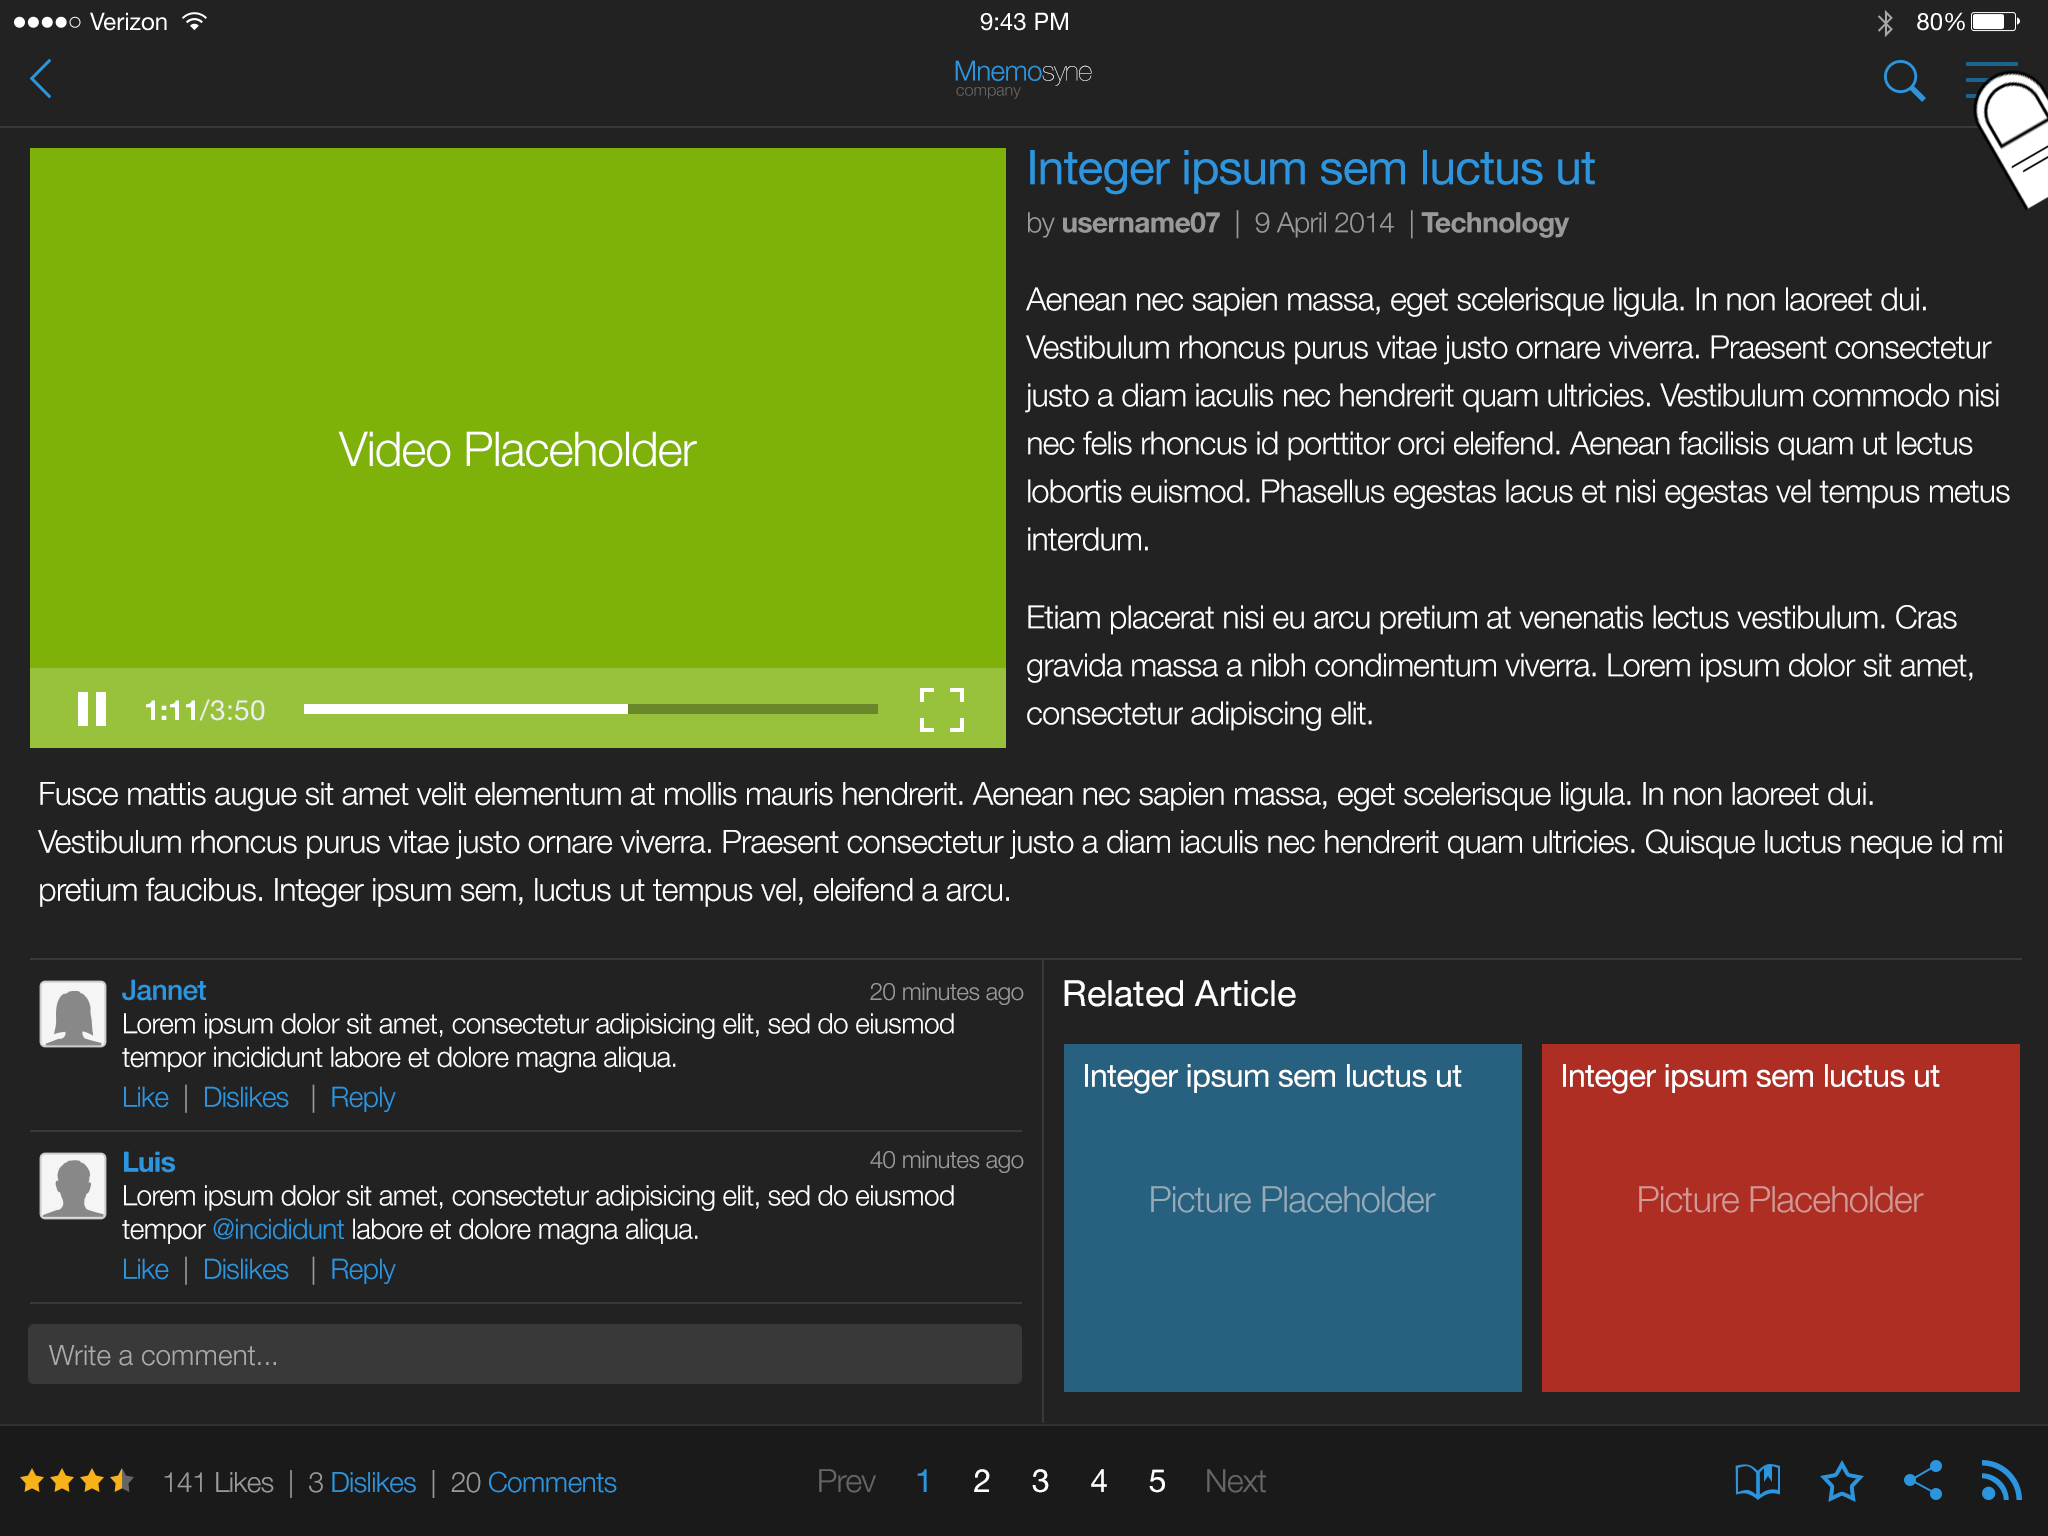 Verizon
9:43 PM
80%
Mnemosyne
company
Integer ipsum sem luctus ut
by username07 | 9 April 2014 | Technology
Video Placeholder
1:11/3:50
Aenean nec sapien massa, eget scelerisque ligula. In non laoreet dui.
Vestibulum rhoncus purus vitae justo ornare viverra. Praesent consectetur
justo a diam iaculis nec hendrerit quam ultricies. Vestibulum commodo nisi
nec felis rhoncus id porttitor orci eleifend. Aenean facilisis quam ut lectus
lobortis euismod. Phasellus egestas lacus et nisi egestas vel tempus metus
interdum.
Etiam placerat nisi eu arcu pretium at venenatis lectus vestibulum. Cras
gravida massa a nibh condimentum viverra. Lorem ipsum dolor sit amet,
consectetur adipiscing elit.
Fusce mattis augue sit amet velit elementum at mollis mauris hendrerit. Aenean nec sapien massa, eget scelerisque ligula. In non laoreet dui.
Vestibulum rhoncus purus vitae justo ornare viverra. Praesent consectetur justo a diam iaculis nec hendrerit quam ultricies. Quisque luctus neque id mi
pretium faucibus. Integer ipsum sem, luctus ut tempus vel, eleifend a arcu.
Jannet
20 minutes ago
Lorem ipsum dolor sit amet, consectetur adipisicing elit, sed do eiusmod
tempor incididunt labore et dolore magna aliqua.
Like | Dislikes | Reply
Luis
40 minutes ago
Lorem ipsum dolor sit amet, consectetur adipisicing elit, sed do eiusmod
tempor @incididunt labore et dolore magna aliqua.
Like | Dislikes | Reply
Write a comment...
Related Article
Integer ipsum sem luctus ut
Picture Placeholder
Integer ipsum sem luctus ut
Picture Placeholder
141 Likes | 3 Dislikes | 20 Comments
Prev 1 2 3 4 5 Next